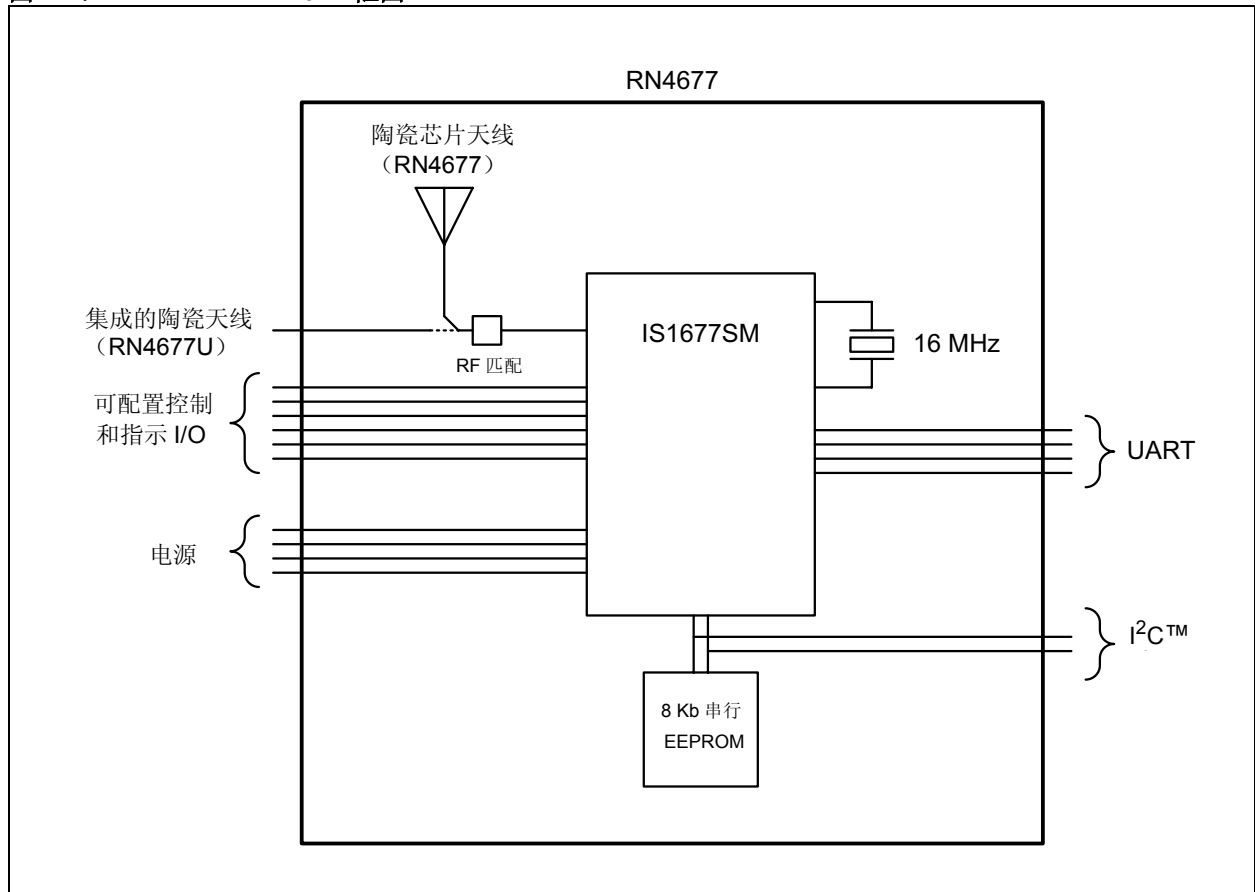 RN4677
陶瓷芯片天线
（RN4677）
集成的陶瓷天线
（RN4677U）
RF 匹配
IS1677SM
16 MHz
可配置控制
和指示 I/O
UART
电源
I²C™
8 Kb 串行
EEPROM